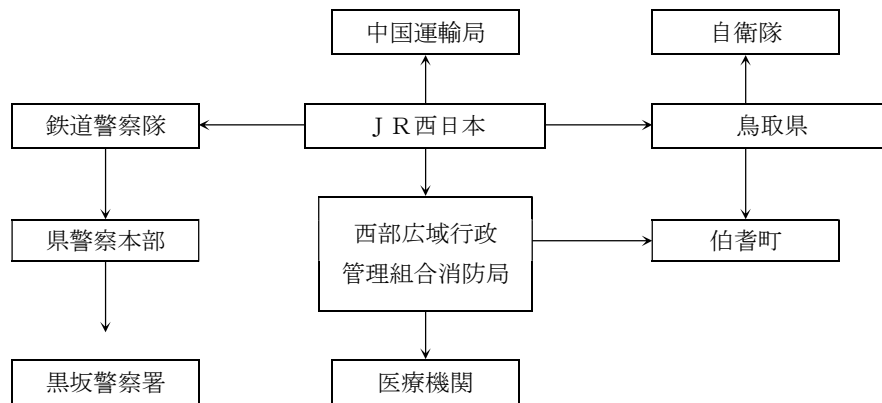 中国運輸局
自衛隊
鉄道警察隊
ＪＲ西日本
鳥取県
県警察本部
西部広域行政
管理組合消防局
伯耆町
黒坂警察署
医療機関